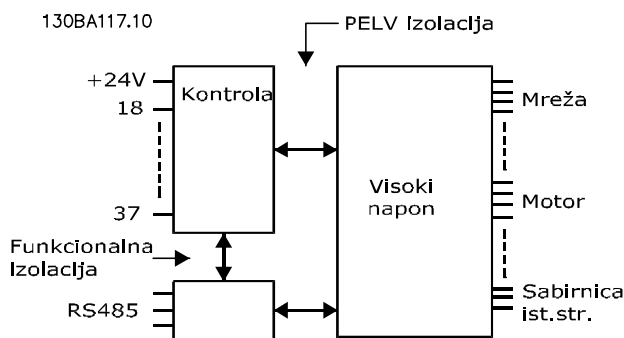 130BA117.10
PELV izolacija
+24V
18
37
Kontrola
Visoki
napon
Mreža
Motor
Sabirnica
ist.str.
Funkcionalna
izolacija
RS485